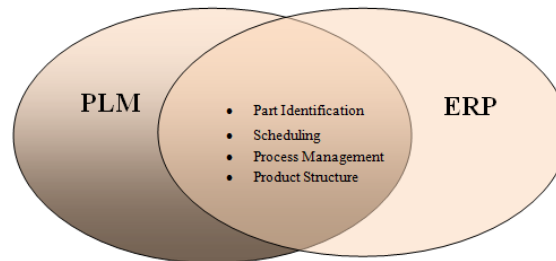 PLM
• Part Identification
• Scheduling
• Process Management
• Product Structure
ERP